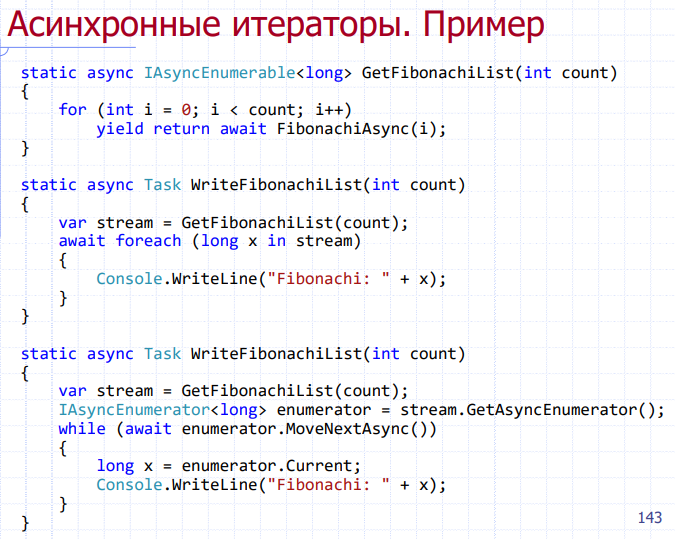 Асинхронные итераторы. Пример
static async IAsyncEnumerable<long> GetFibonachiList(int count)
{
    for (int i = 0; i < count; i++)
        yield return await FibonachiAsync(i);
}
static async Task WriteFibonachiList(int count)
{
    var stream = GetFibonachiList(count);
    await foreach (long x in stream)
    {
        Console.WriteLine("Fibonachi: " + x);
    }
}
static async Task WriteFibonachiList(int count)
{
    var stream = GetFibonachiList(count);
    IAsyncEnumerator<long> enumerator = stream.GetAsyncEnumerator();
    while (await enumerator.MoveNextAsync())
    {
        long x = enumerator.Current;
        Console.WriteLine("Fibonachi: " + x);
    }
}
143